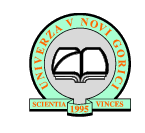 UNIVERZA V NOVI GORICI
SCIENTIA VINCES
1995